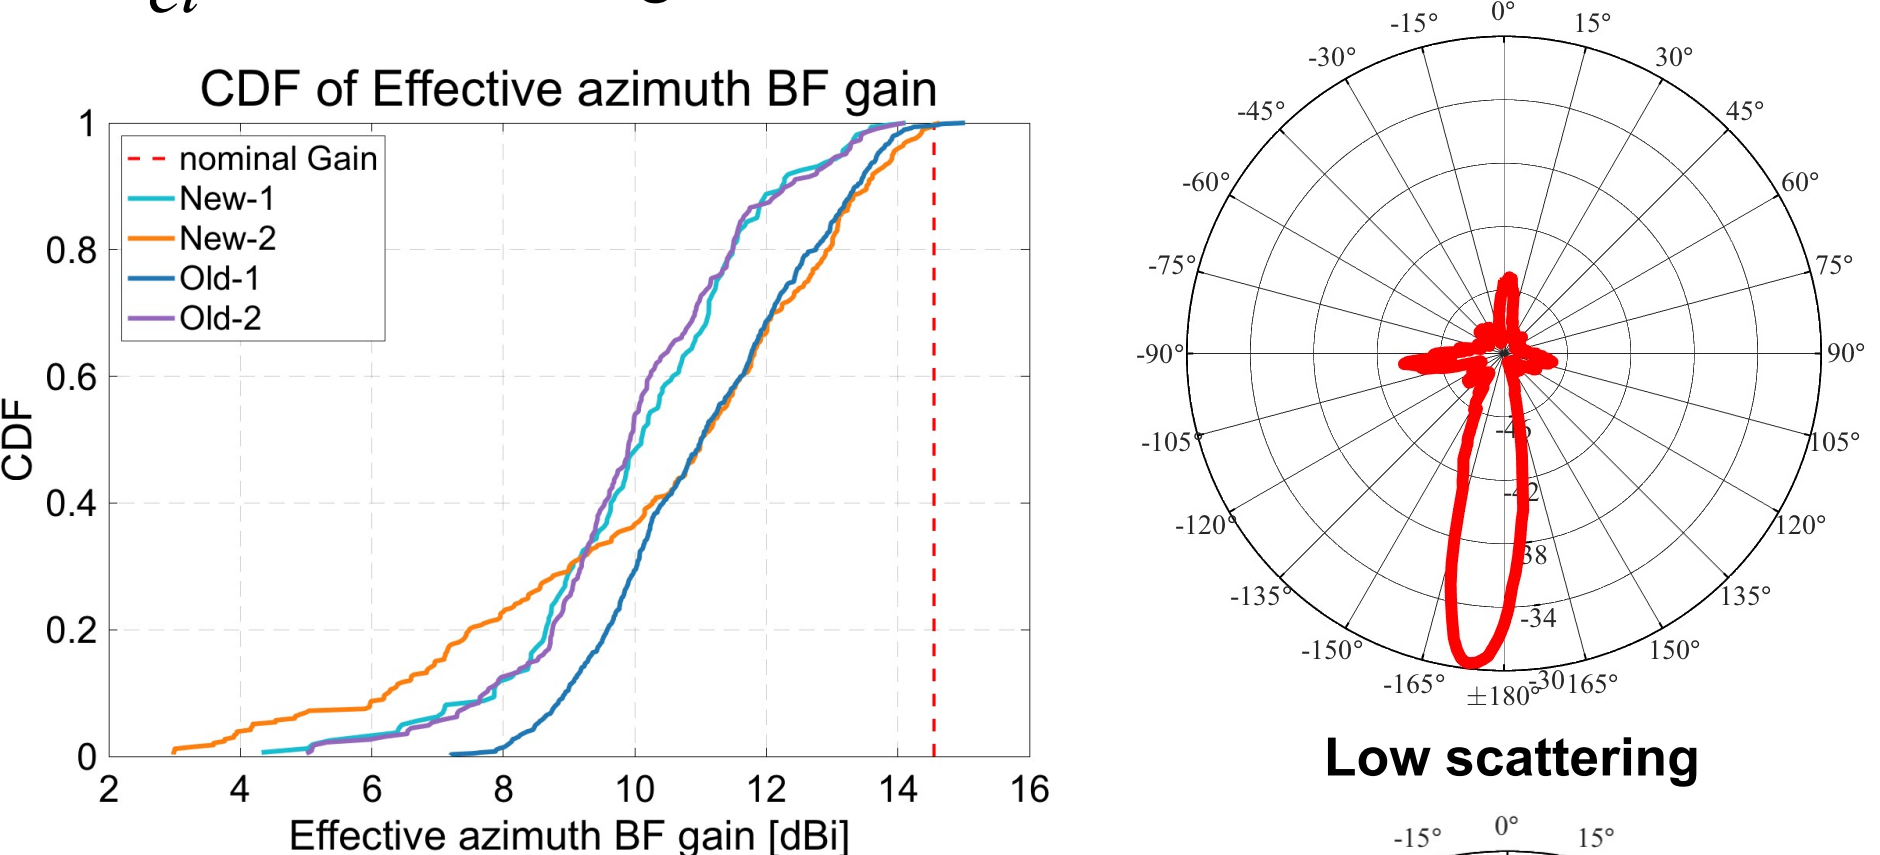 CDF of Effective azimuth BF gain
1
0.8
0.6
0.4
0.2
0
CDF
nominal Gain
New-1
New-2
Old-1
Old-2
2 4 6 8 10 12 14 16
Effective azimuth BF gain [dBi]
0°
-15° 15°
-30° 30°
-45° 45°
-60° 60°
-75° 75°
-90° 90°
-105° 105°
-120° 120°
-135° 135°
-150° 150°
-165° 165°
±180°
-46
-42
-38
-34
-30
Low scattering
0°
-15° 15°